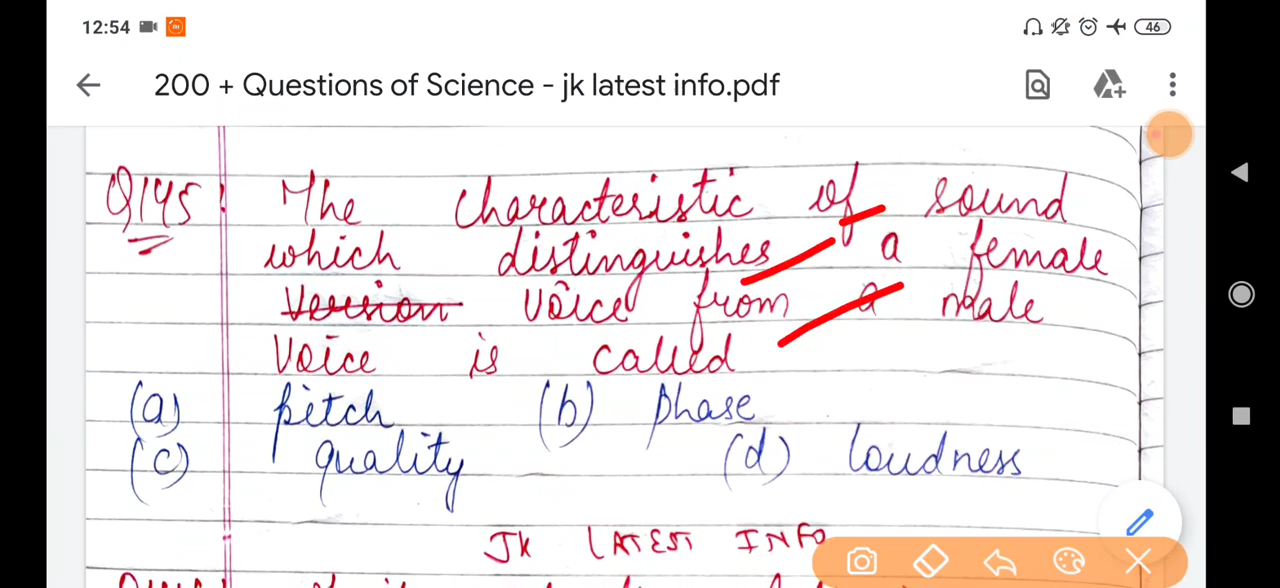 12:54
46
200 + Questions of Science - jk latest info.pdf
Q145: The characteristic of sound
which distinguishes a female
Version voice from a male
voice is called
(a) pitch (b) phase
(c) quality (d) loudness
JK LATEST INFO